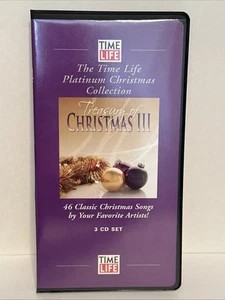 TIME
LIFE
The Time Life
Platinum Christmas
Collection
Treasury of
CHRISTMAS III
46 Classic Christmas Songs
by Your Favorite Artists!
3 CD SET
TIME
LIFE